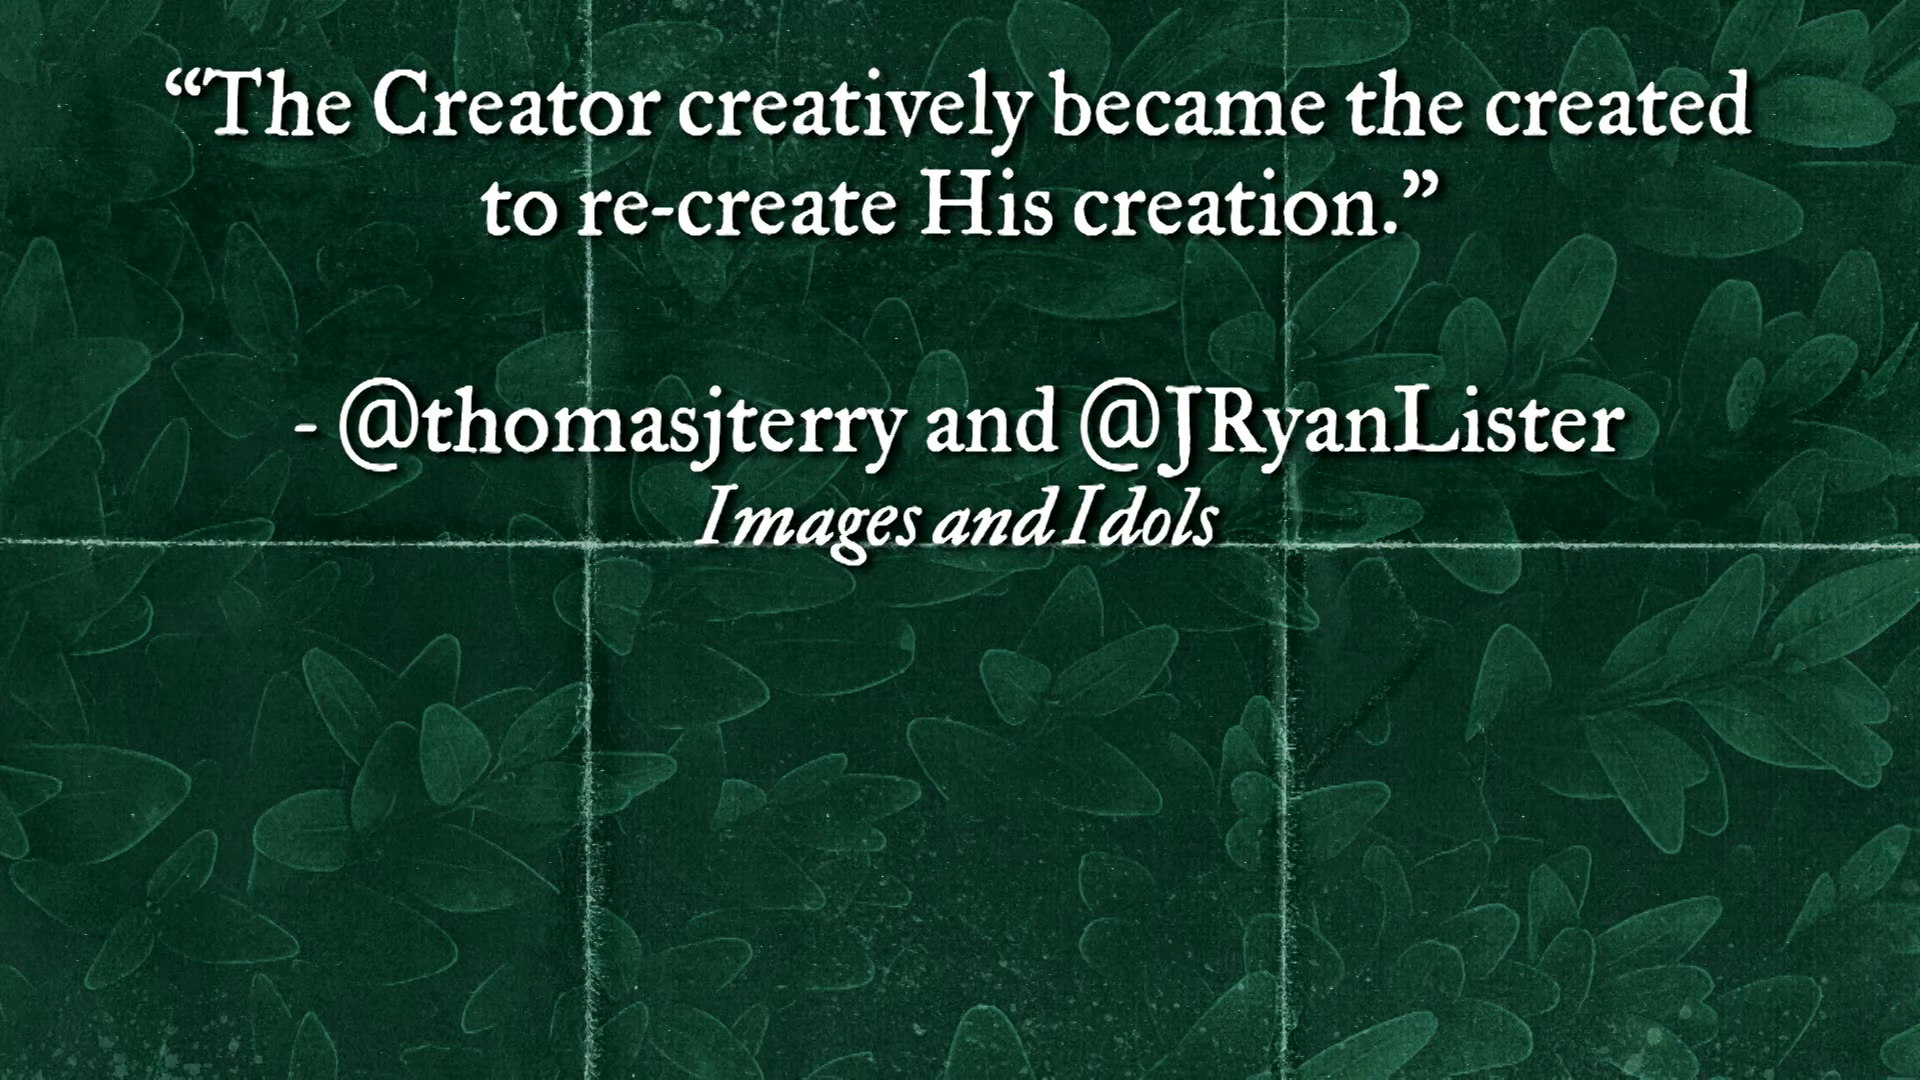 “The Creator creatively became the created
to re-create His creation.”
- @thomasjterry and @JRyanLister
Images and Idols